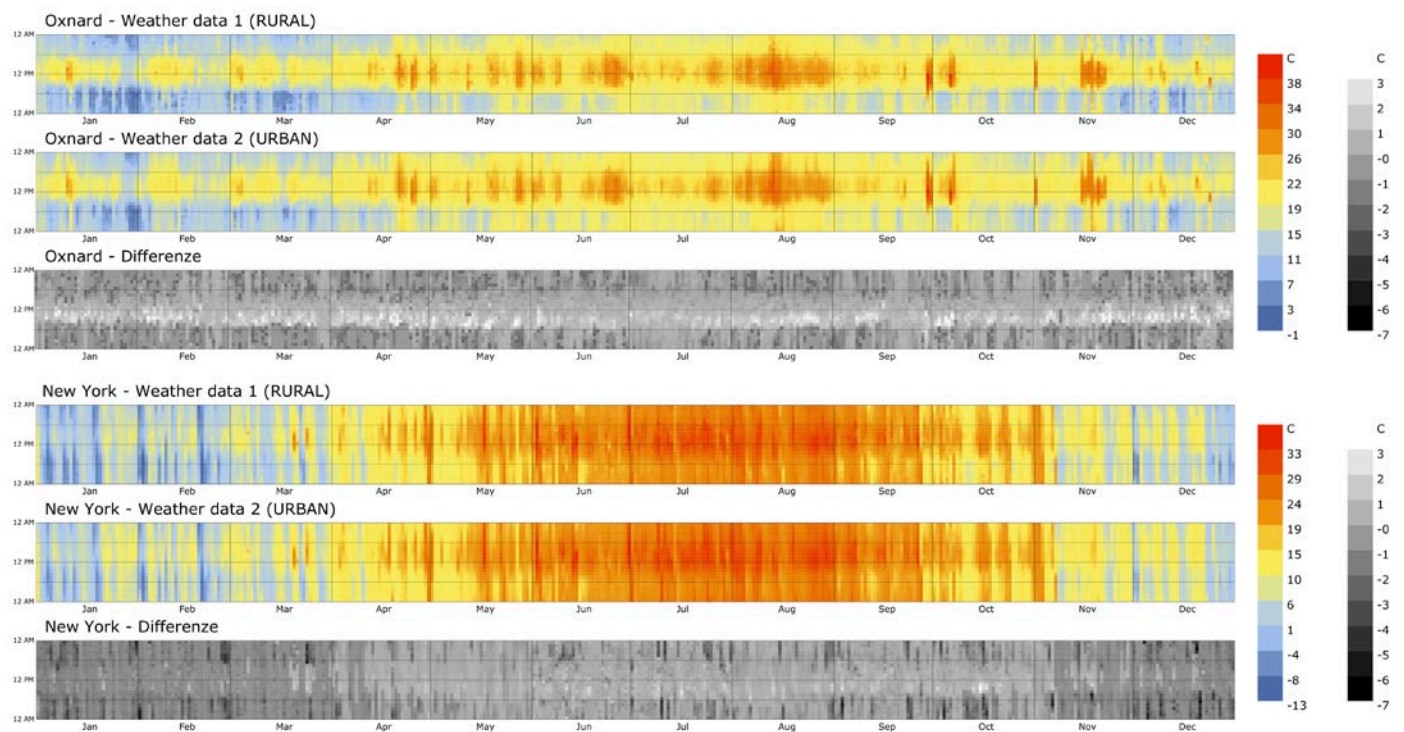 Oxnard - Weather data 1 (RURAL)
12 AM
12 PM
12 AM
Jan Feb Mar Apr May Jun Jul Aug Sep Oct Nov Dec
Oxnard - Weather data 2 (URBAN)
12 AM
12 PM
12 AM
Jan Feb Mar Apr May Jun Jul Aug Sep Oct Nov Dec
Oxnard - Differenze
12 AM
12 PM
12 AM
Jan Feb Mar Apr May Jun Jul Aug Sep Oct Nov Dec
C
38
34
30
26
22
19
15
11
7
3
-1
C
3
2
1
-0
-1
-2
-3
-4
-5
-6
-7
New York - Weather data 1 (RURAL)
12 AM
12 PM
12 AM
Jan Feb Mar Apr May Jun Jul Aug Sep Oct Nov Dec
New York - Weather data 2 (URBAN)
12 AM
12 PM
12 AM
Jan Feb Mar Apr May Jun Jul Aug Sep Oct Nov Dec
New York - Differenze
12 AM
12 PM
12 AM
Jan Feb Mar Apr May Jun Jul Aug Sep Oct Nov Dec
C
33
29
24
19
15
10
6
1
-4
-8
-13
C
3
2
1
-0
-1
-2
-3
-4
-5
-6
-7